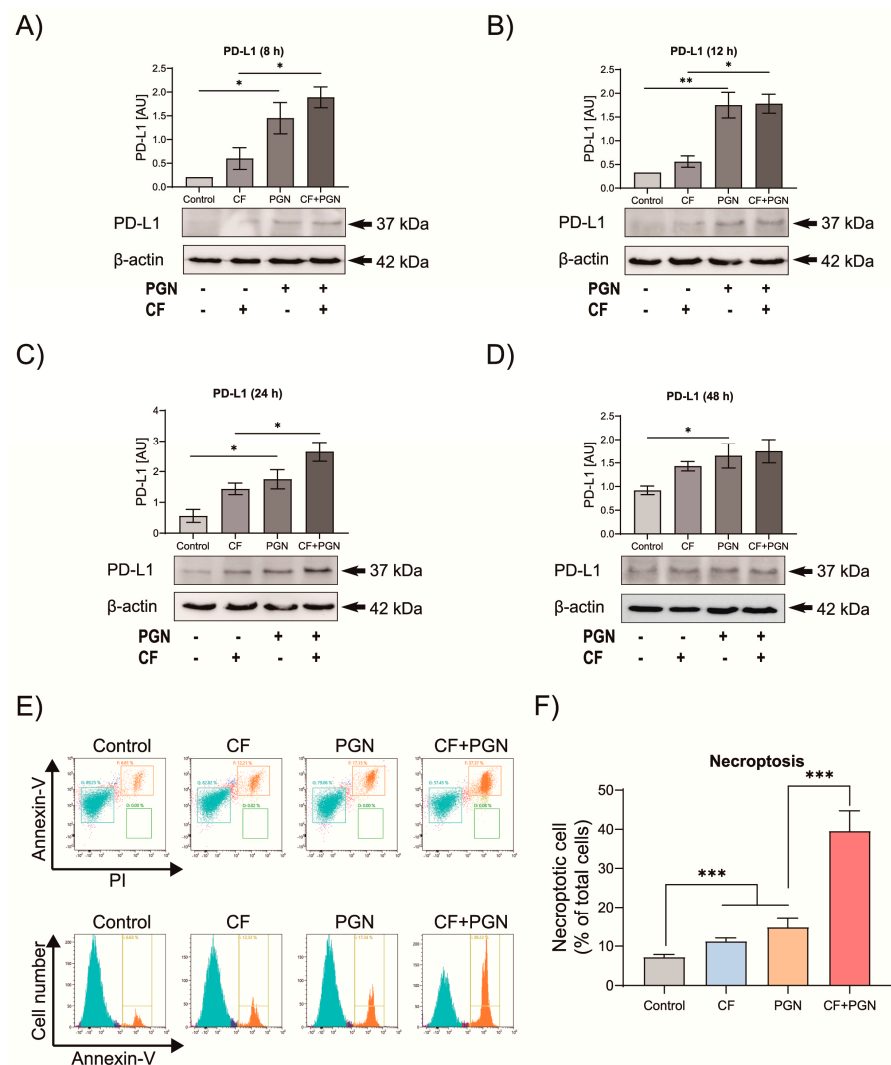 A)
PD-L1 (8 h)
PD-L1 [AU]
2.5
2.0
1.5
1.0
0.5
0.0
*
*
Control CF PGN CF+PGN
PD-L1 37 kDa
β-actin 42 kDa
PGN - - + +
CF - + - +
B)
PD-L1 (12 h)
PD-L1 [AU]
2.5
2.0
1.5
1.0
0.5
0.0
*
**
Control CF PGN CF+PGN
PD-L1 37 kDa
β-actin 42 kDa
PGN - - + +
CF - + - +
C)
PD-L1 (24 h)
PD-L1 [AU]
4
3
2
1
0
*
*
Control CF PGN CF+PGN
PD-L1 37 kDa
β-actin 42 kDa
PGN - - + +
CF - + - +
D)
PD-L1 (48 h)
PD-L1 [AU]
2.5
2.0
1.5
1.0
0.5
0.0
*
Control CF PGN CF+PGN
PD-L1 37 kDa
β-actin 42 kDa
PGN - - + +
CF - + - +
E)
Control CF PGN CF+PGN
Annexin-V
PI
Control CF PGN CF+PGN
Cell number
Annexin-V
F)
Necroptosis
Necroptotic cell
(% of total cells)
50
40
30
20
10
0
***
***
Control CF PGN CF+PGN